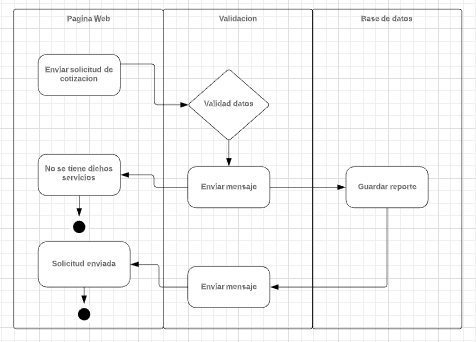 Pagina Web
Validacion
Base de datos
Enviar solicitud de
cotizacion
Validad datos
No se tiene dichos
servicios
Enviar mensaje
Guardar reporte
Solicitud enviada
Enviar mensaje